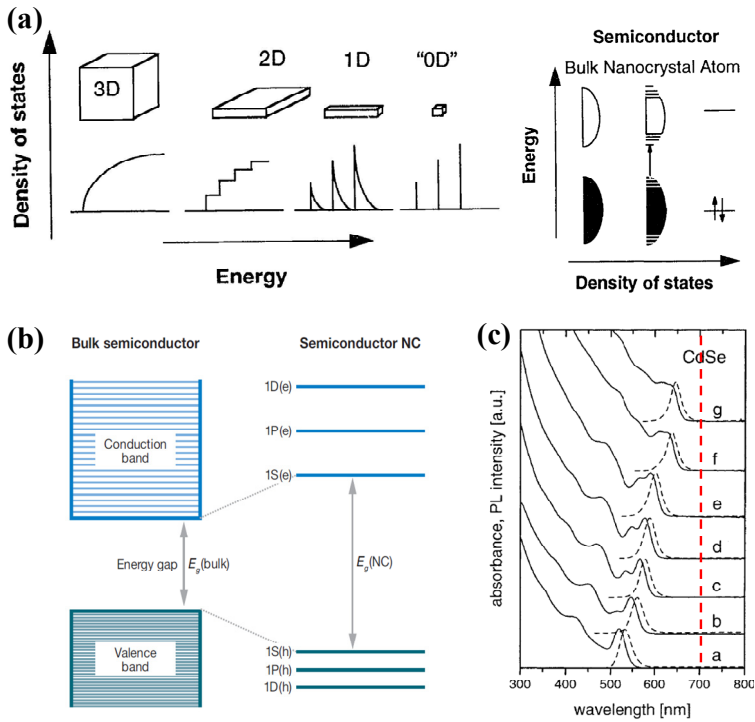 (a)
Density of states
3D
2D
1D
"0D"
Energy
Semiconductor
Bulk Nanocrystal Atom
Energy
Density of states
(b)
Bulk semiconductor
Semiconductor NC
Conduction
band
Energy gap
Eg(bulk)
Valence
band
1D(e)
1P(e)
1S(e)
Eg(NC)
1S(h)
1P(h)
1D(h)
(c)
CdSe
absorbance, PL intensity [a.u.]
g
f
e
d
c
b
a
300 400 500 600 700 800
wavelength [nm]